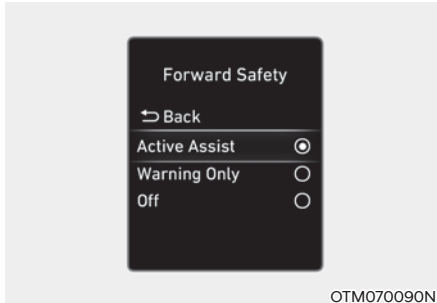 Forward Safety
Back
Active Assist
Warning Only
Off
OTM070090N